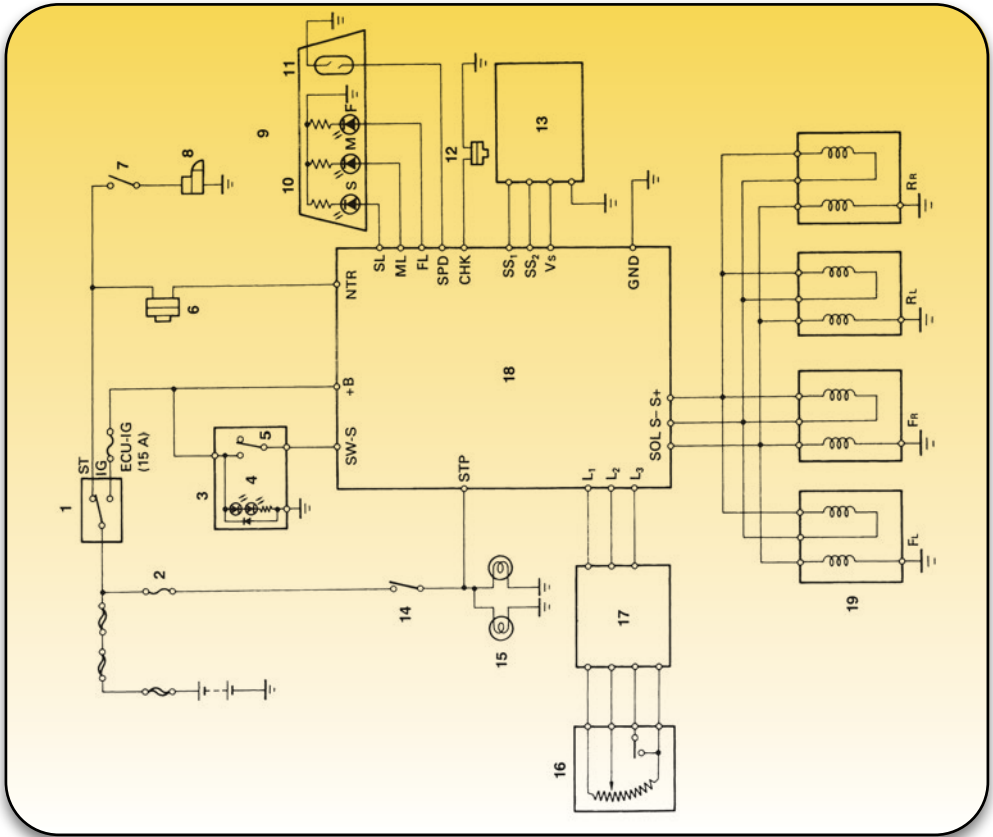 11
9
10
F
M
S
12
13
7
8
6
SL
ML
FL
SPD
CHK
SS₁
SS₂
Vs
GND
NTR
+B
SW-S
18
1
ST
IG
ECU-IG
(15 A)
3
4
5
STP
SOL
S–
S+
L₁
L₂
L₃
2
14
15
17
16
RR
RL
FR
FL
19